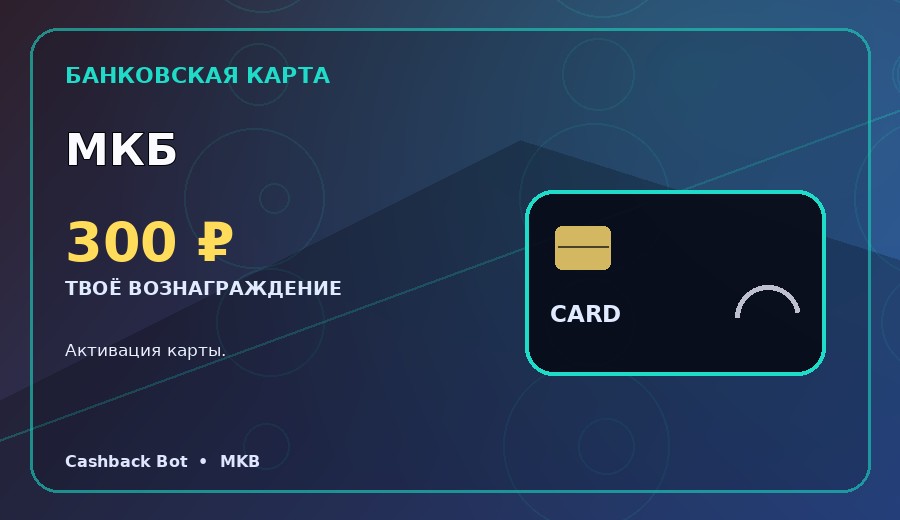 БАНКОВСКАЯ КАРТА
МКБ
300 ₽
ТВОЁ ВОЗНАГРАЖДЕНИЕ
CARD
Активация карты.
Cashback Bot • MKB